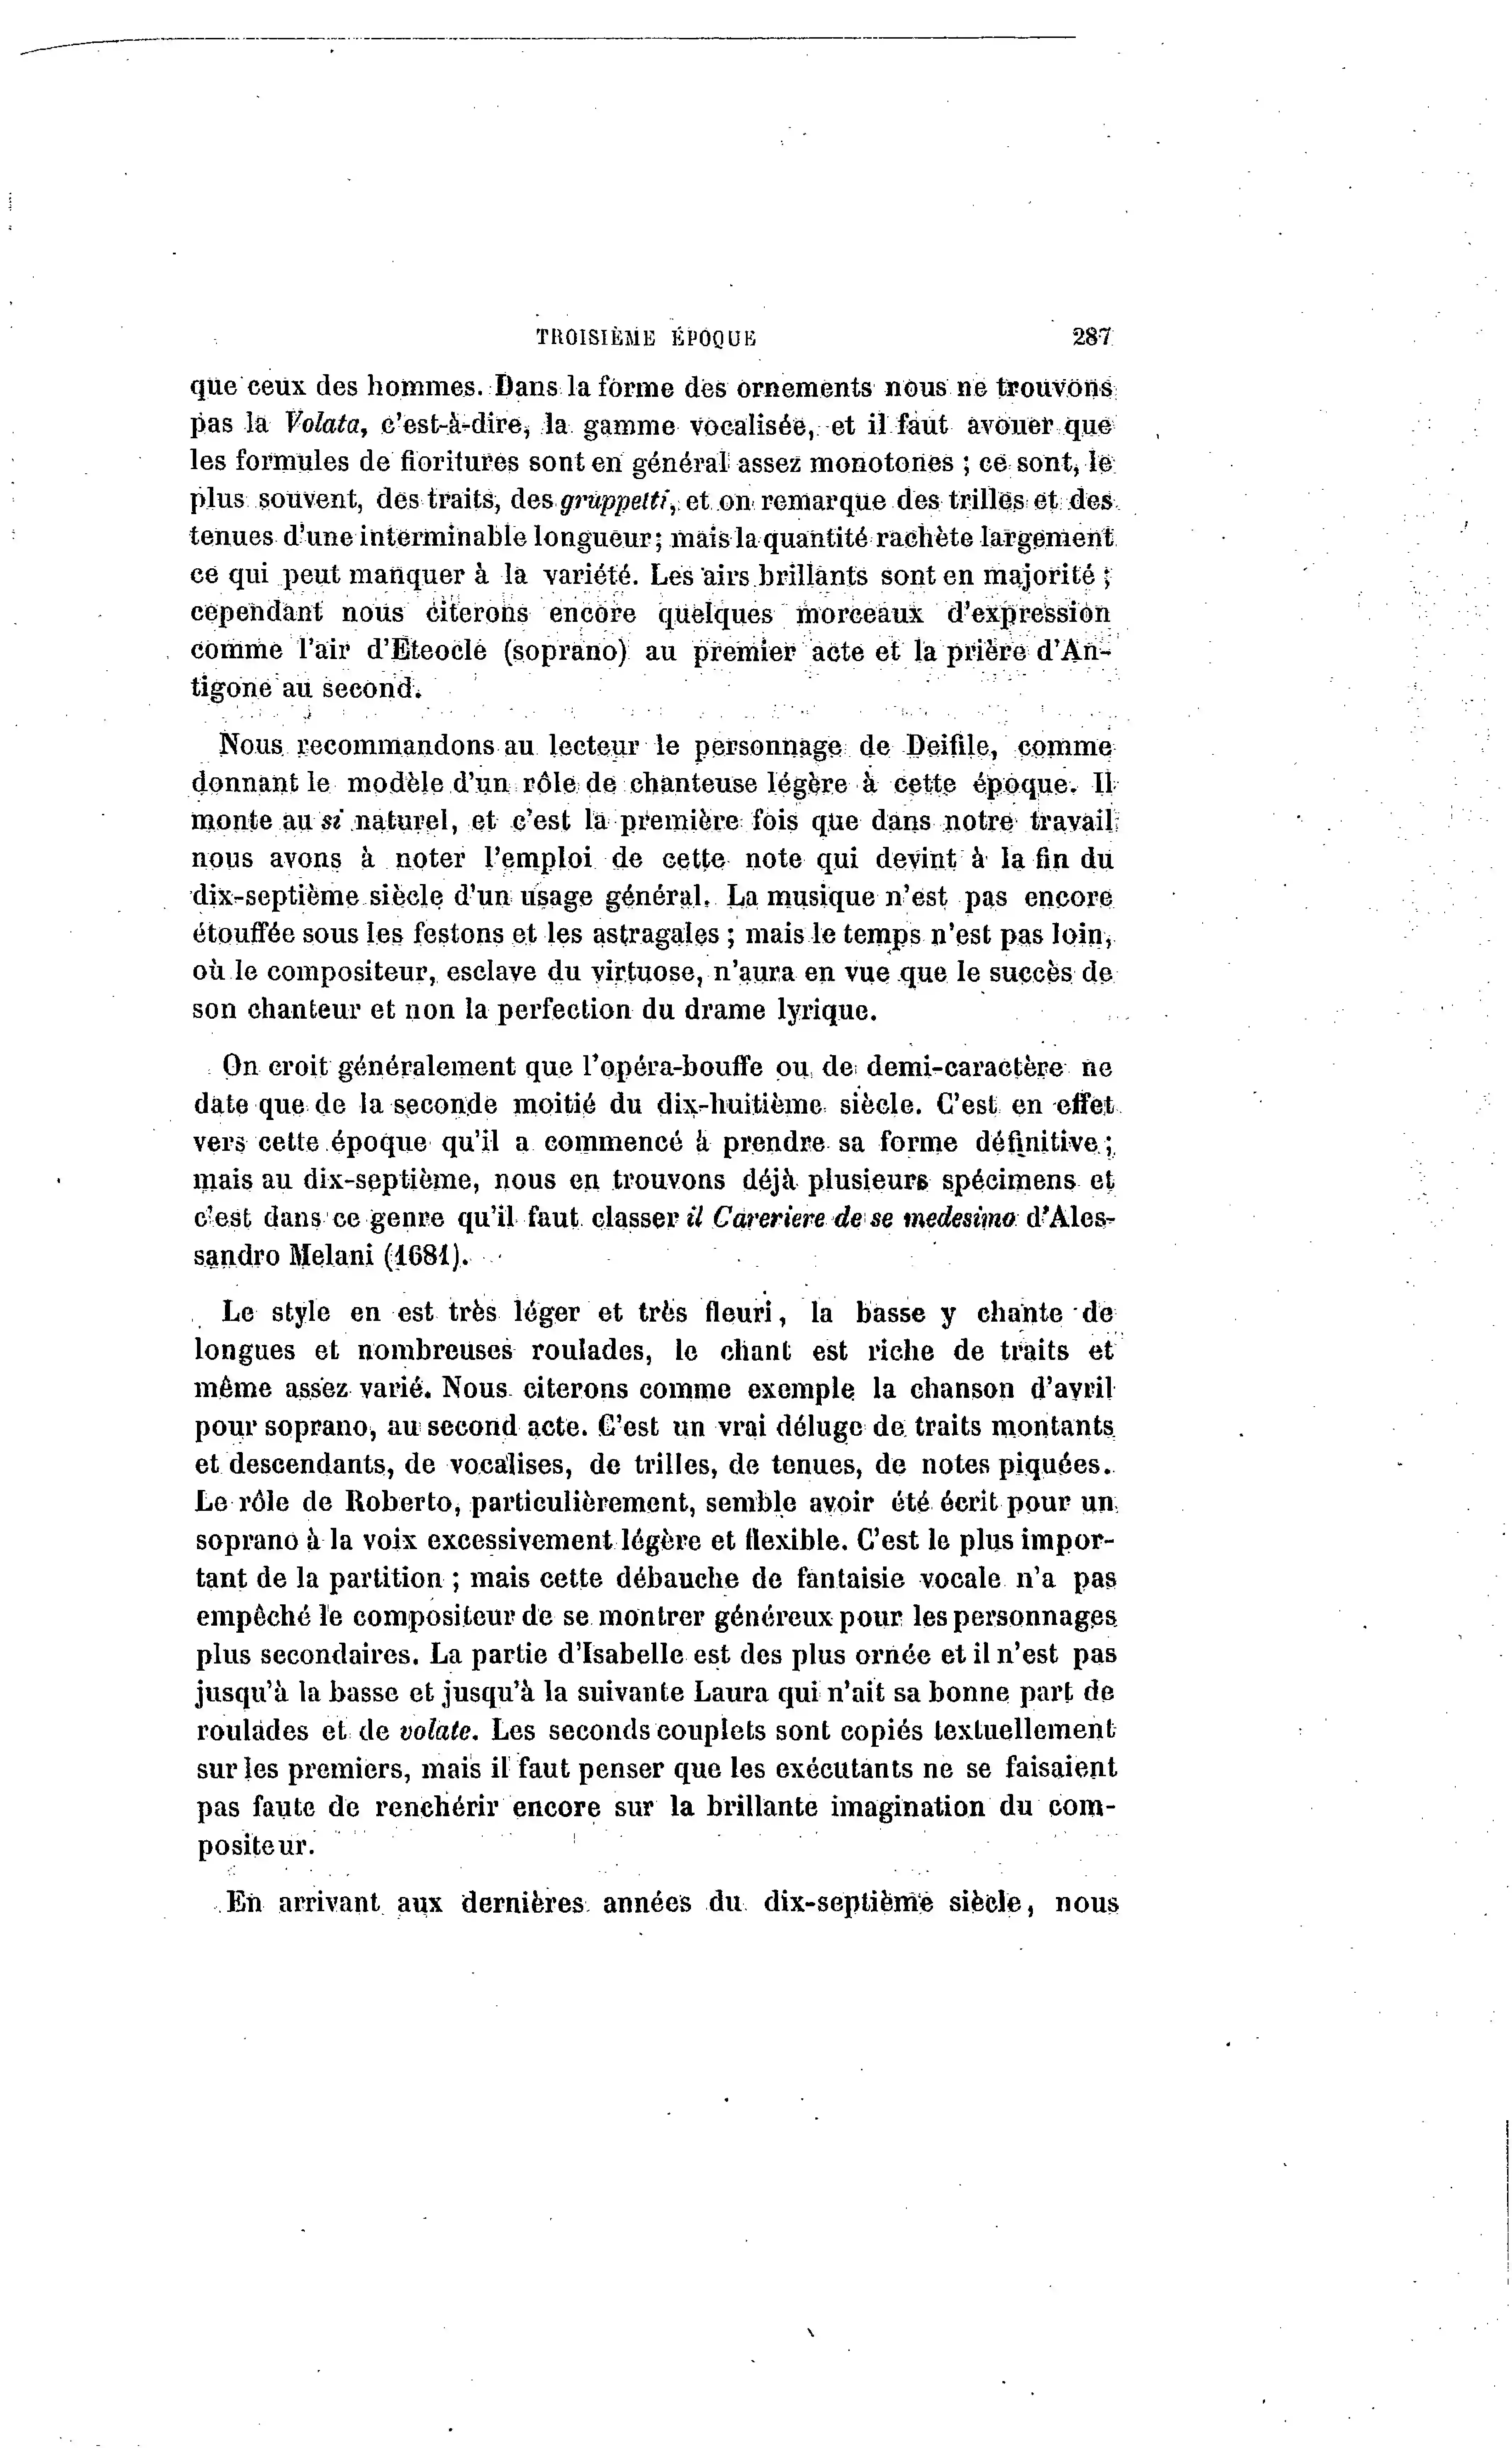 TROISIÈME ÉPOQUE 287
que ceux des hommes. Dans la forme des ornements nous ne trouvons
pas la Volata, c'est-à-dire, la gamme vocalisée, et il faut avouer que
les formules de fioritures sont en général assez monotones ; ce sont, le
plus souvent, des traits, des gruppetti, et on remarque des trilles et des
tenues d'une interminable longueur; mais la quantité rachète largement
ce qui peut manquer à la variété. Les airs brillants sont en majorité ;
cependant nous citerons encore quelques morceaux d'expression
comme l'air d'Éteocle (soprano) au premier acte et la prière d'An-
tigone au second.
Nous recommandons au lecteur le personnage de Deifile, comme
donnant le modèle d'un rôle de chanteuse légère à cette époque. Il
monte au si naturel, et c'est la première fois que dans notre travail
nous avons à noter l'emploi de cette note qui devint à la fin du
dix-septième siècle d'un usage général. La musique n'est pas encore
étouffée sous les festons et les astragales ; mais le temps n'est pas loin,
où le compositeur, esclave du virtuose, n'aura en vue que le succès de
son chanteur et non la perfection du drame lyrique.
On croit généralement que l'opéra-bouffe ou de demi-caractère ne
date que de la seconde moitié du dix-huitième siècle. C'est en effet
vers cette époque qu'il a commencé à prendre sa forme définitive ;
mais au dix-septième, nous en trouvons déjà plusieurs spécimens et
c'est dans ce genre qu'il faut classer il Careriere de se medesimo d'Ales-
sandro Melani (1681).
Le style en est très léger et très fleuri, la basse y chante de
longues et nombreuses roulades, le chant est riche de traits et
même assez varié. Nous citerons comme exemple la chanson d'avril
pour soprano, au second acte. C'est un vrai déluge de traits montants
et descendants, de vocalises, de trilles, de tenues, de notes piquées.
Le rôle de Roberto, particulièrement, semble avoir été écrit pour un
soprano à la voix excessivement légère et flexible. C'est le plus impor-
tant de la partition ; mais cette débauche de fantaisie vocale n'a pas
empêché le compositeur de se montrer généreux pour les personnages
plus secondaires. La partie d'Isabelle est des plus ornée et il n'est pas
jusqu'à la basse et jusqu'à la suivante Laura qui n'ait sa bonne part de
roulades et de volate. Les seconds couplets sont copiés textuellement
sur les premiers, mais il faut penser que les exécutants ne se faisaient
pas faute de renchérir encore sur la brillante imagination du com-
positeur.
En arrivant aux dernières années du dix-septième siècle, nous